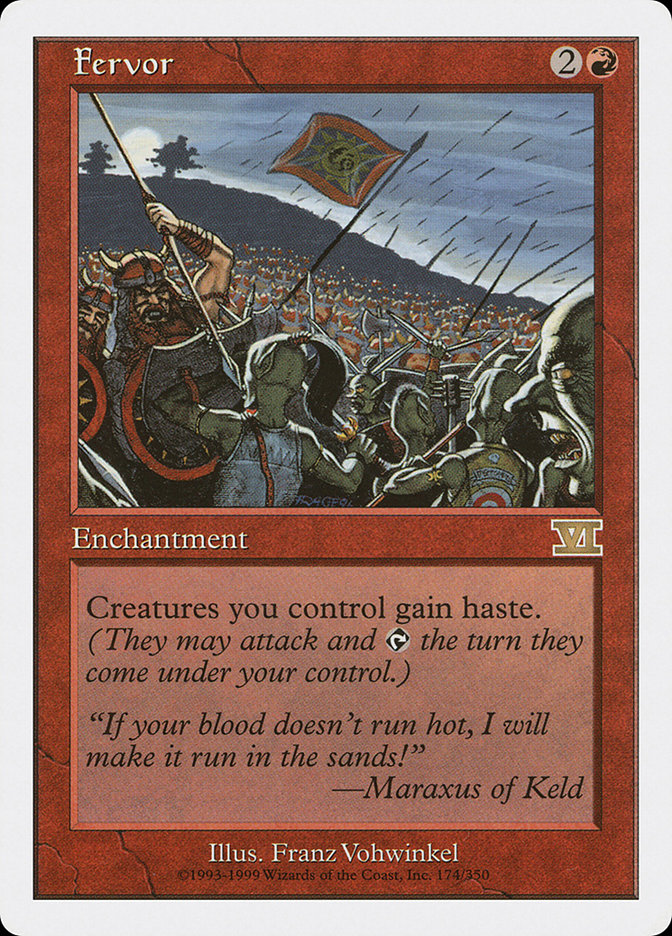 Fervor
2
Enchantment
VI
Creatures you control gain haste.
(They may attack and the turn they
come under your control.)
“If your blood doesn’t run hot, I will
make it run in the sands!”
—Maraxus of Keld
Illus. Franz Vohwinkel
©1993-1999 Wizards of the Coast, Inc. 174/350